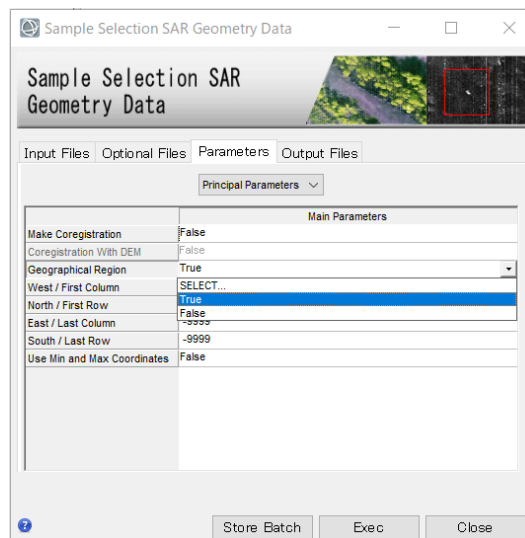 Sample Selection SAR Geometry Data
Sample Selection SAR
Geometry Data
Input Files Optional Files Parameters Output Files
Principal Parameters
Main Parameters
Make Coregistration False
Coregistration With DEM False
Geographical Region True
West / First Column SELECT...
North / First Row True
False
East / Last Column -9999
South / Last Row -9999
Use Min and Max Coordinates False
?
Store Batch Exec Close